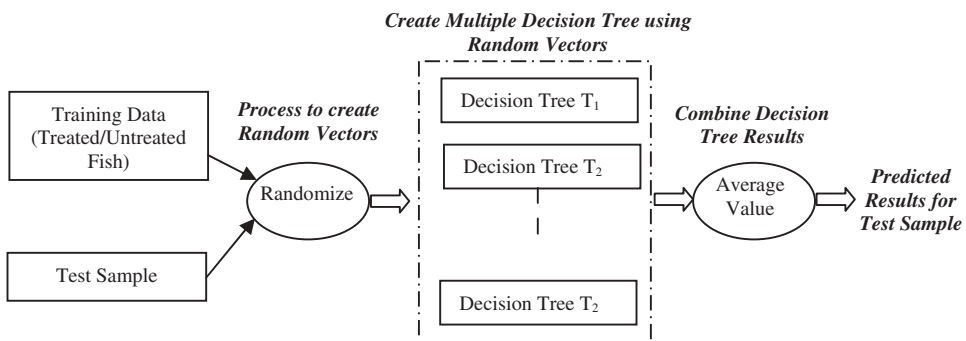 Create Multiple Decision Tree using
Random Vectors
Training Data
(Treated/Untreated
Fish)
Process to create
Random Vectors
Randomize
Test Sample
Decision Tree T₁
Decision Tree T₂
Decision Tree T₂
Combine Decision
Tree Results
Average
Value
Predicted
Results for
Test Sample